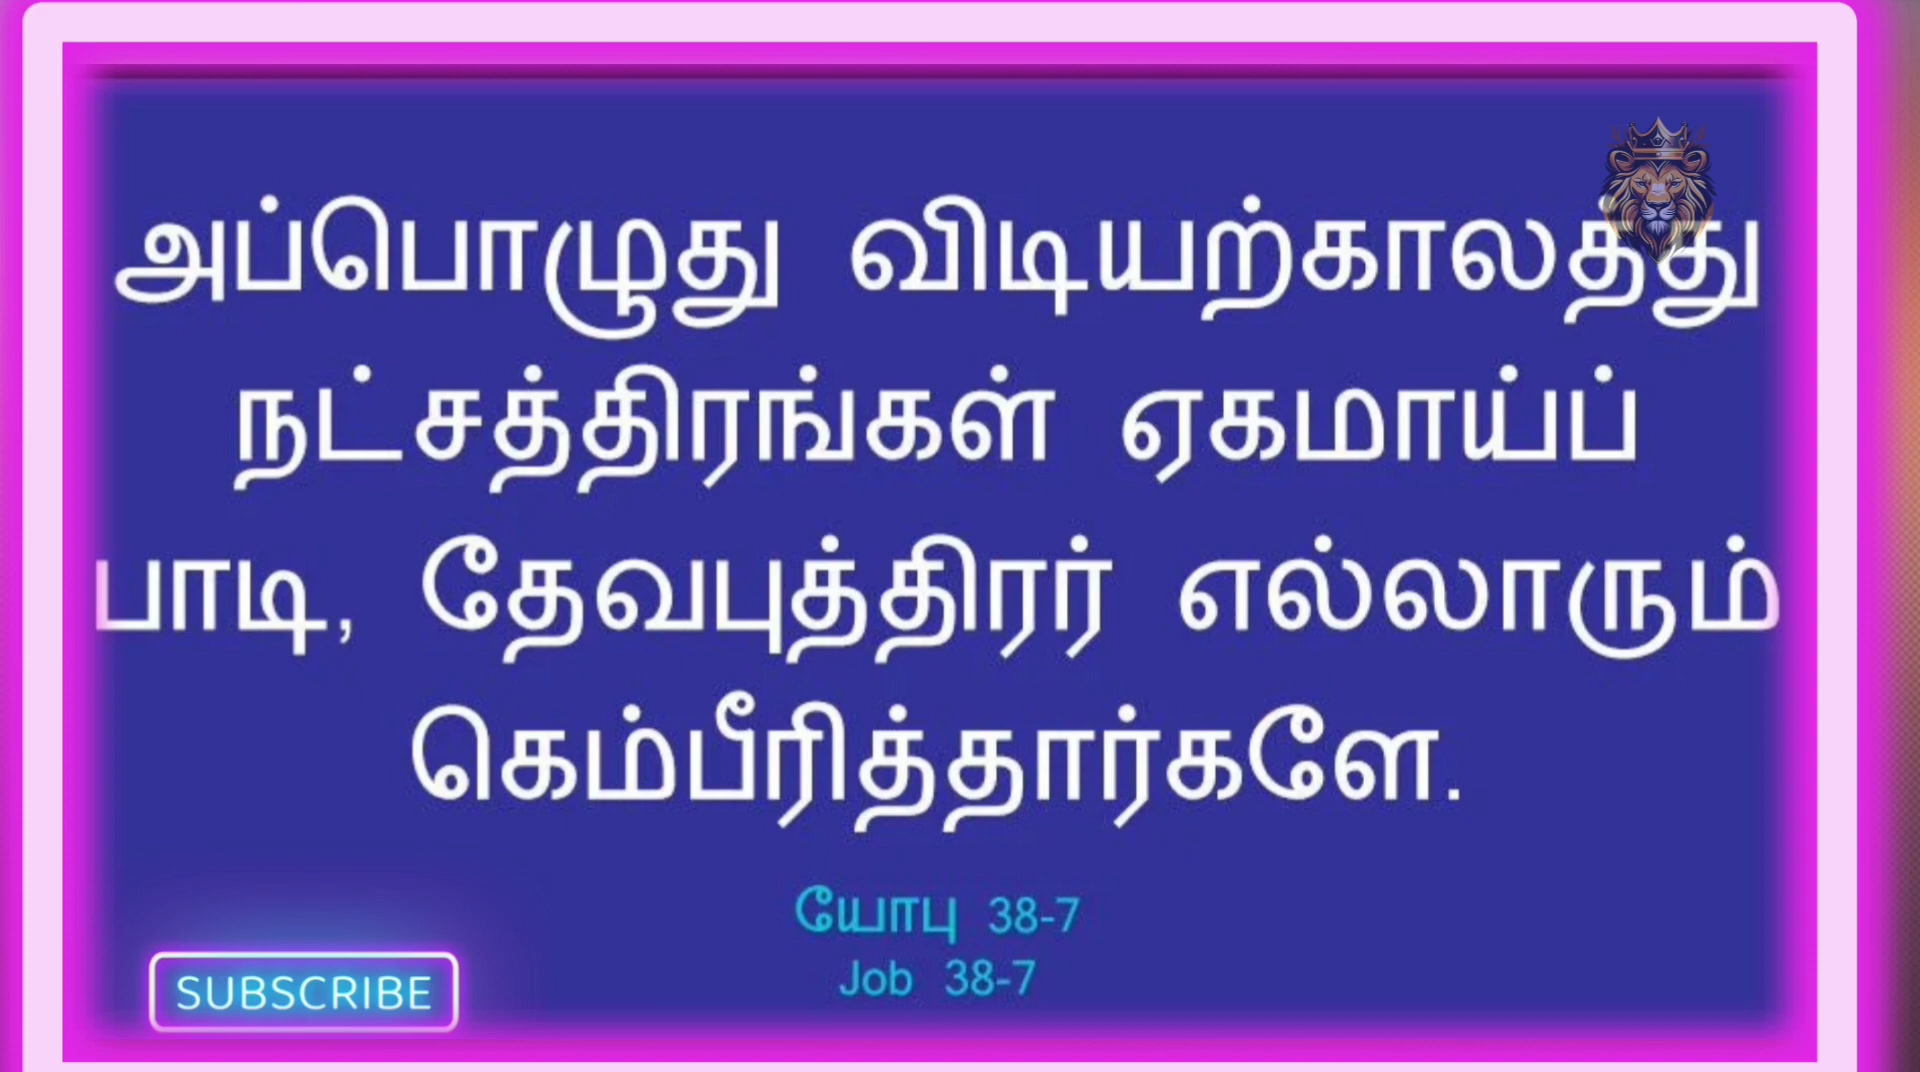 அப்பொழுது விடியற்காலத்து
நட்சத்திரங்கள் ஏகமாய்ப்
பாடி, தேவபுத்திரர் எல்லாரும்
கெம்பீரித்தார்களே.
யோபு 38-7
Job 38-7
SUBSCRIBE